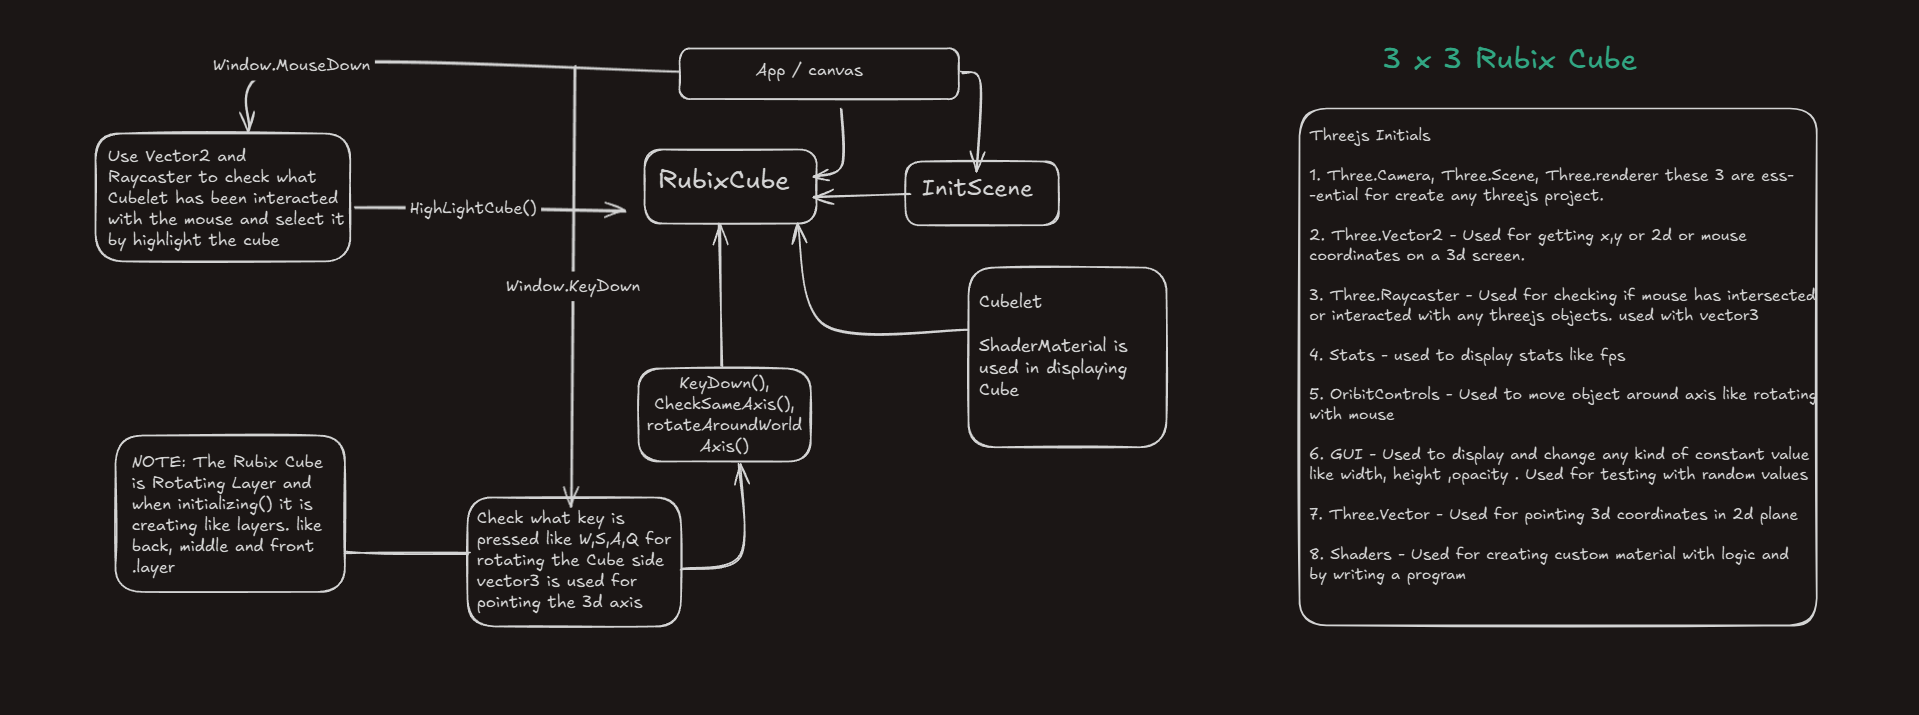 Window.MouseDown
App / canvas
3 x 3 Rubix Cube
Use Vector2 and
Raycaster to check what
Cubelet has been interacted
with the mouse and select it
by highlight the cube
HighLightCube()
RubixCube
InitScene
Window.KeyDown
Cubelet
ShaderMaterial is
used in displaying
Cube
KeyDown(),
CheckSameAxis(),
rotateAroundWorld
Axis()
NOTE: The Rubix Cube
is Rotating Layer and
when initializing() it is
creating like layers. like
back, middle and front
.layer
Check what key is
pressed like W,S,A,Q for
rotating the Cube side
vector3 is used for
pointing the 3d axis
Threejs Initials
1. Three.Camera, Three.Scene, Three.renderer these 3 are ess-
-ential for create any threejs project.
2. Three.Vector2 - Used for getting x,y or 2d or mouse
coordinates on a 3d screen.
3. Three.Raycaster - Used for checking if mouse has intersected
or interacted with any threejs objects. used with vector3
4. Stats - used to display stats like fps
5. OribitControls - Used to move object around axis like rotating
with mouse
6. GUI - Used to display and change any kind of constant value
like width, height ,opacity . Used for testing with random values
7. Three.Vector - Used for pointing 3d coordinates in 2d plane
8. Shaders - Used for creating custom material with logic and
by writing a program